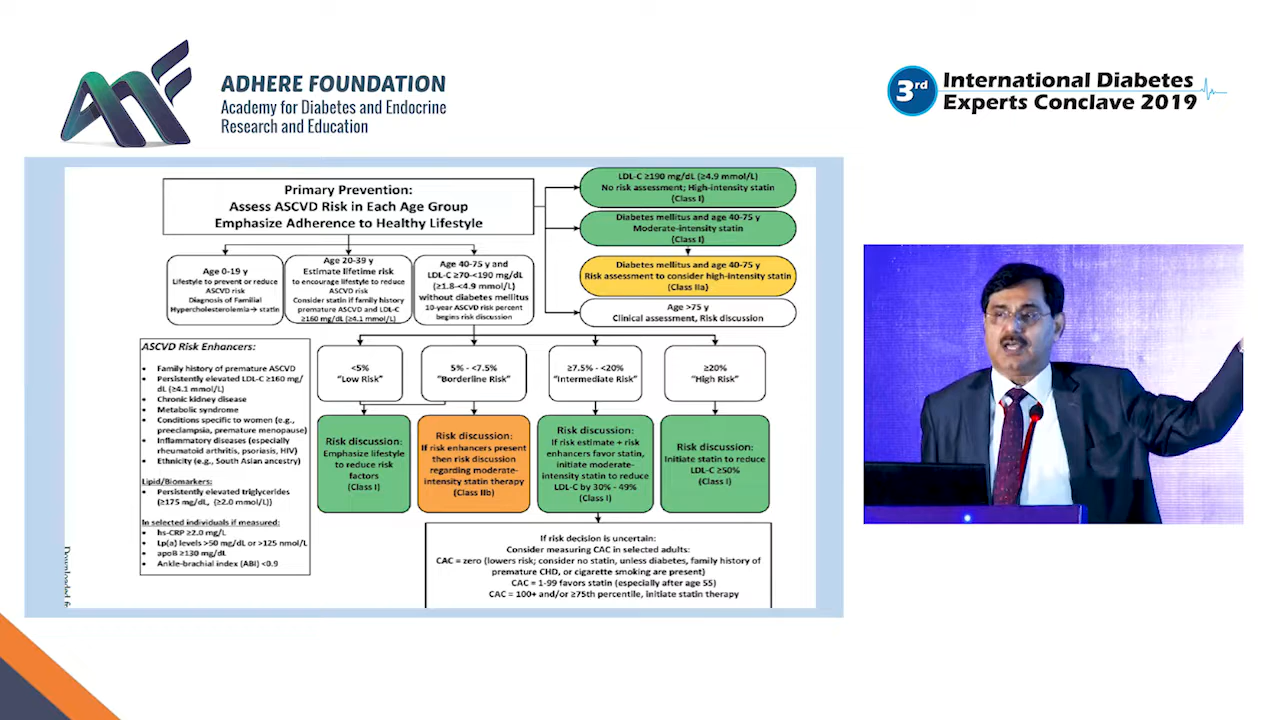 ADHERE FOUNDATION
Academy for Diabetes and Endocrine
Research and Education
3rd
International Diabetes
Experts Conclave 2019
Primary Prevention:
Assess ASCVD Risk in Each Age Group
Emphasize Adherence to Healthy Lifestyle
LDL-C ≥190 mg/dL (≥4.9 mmol/L)
No risk assessment; High-intensity statin
(Class I)
Diabetes mellitus and age 40-75 y
Moderate-intensity statin
(Class I)
Diabetes mellitus and age 40-75 y
Risk assessment to consider high-intensity statin
(Class IIa)
Age >75 y
Clinical assessment, Risk discussion
Age 0-19 y
Lifestyle to prevent or reduce
ASCVD risk
Diagnosis of Familial
Hypercholesterolemia→ statin
Age 20-39 y
Estimate lifetime risk
to encourage lifestyle to reduce
ASCVD risk
Consider statin if family history
premature ASCVD and LDL-C
≥160 mg/dL (≥4.1 mmol/L)
Age 40-75 y and
LDL-C ≥70-<190 mg/dL
(≥1.8-<4.9 mmol/L)
without diabetes mellitus
10-year ASCVD risk percent
begins risk discussion
ASCVD Risk Enhancers:
• Family history of premature ASCVD
• Persistently elevated LDL-C ≥160 mg/
dL (≥4.1 mmol/L)
• Chronic kidney disease
• Metabolic syndrome
• Conditions specific to women (e.g.,
preeclampsia, premature menopause)
• Inflammatory diseases (especially
rheumatoid arthritis, psoriasis, HIV)
• Ethnicity (e.g., South Asian ancestry)
Lipid/Biomarkers:
• Persistently elevated triglycerides
(≥175 mg/dL, (≥2.0 mmol/L))
In selected individuals if measured:
• hs-CRP ≥2.0 mg/L
• Lp(a) levels >50 mg/dL or >125 nmol/L
• apoB ≥130 mg/dL
• Ankle-brachial index (ABI) <0.9
<5%
"Low Risk"
5% - <7.5%
"Borderline Risk"
≥7.5% - <20%
"Intermediate Risk"
≥20%
"High Risk"
Risk discussion:
Emphasize lifestyle
to reduce risk
factors
(Class I)
Risk discussion:
If risk enhancers present
then risk discussion
regarding moderate-
intensity statin therapy
(Class IIb)
Risk discussion:
If risk estimate + risk
enhancers favor statin,
initiate moderate-
intensity statin to reduce
LDL-C by 30% - 49%
(Class I)
Risk discussion:
Initiate statin to reduce
LDL-C ≥50%
(Class I)
If risk decision is uncertain:
Consider measuring CAC in selected adults:
CAC = zero (lowers risk; consider no statin, unless diabetes, family history of
premature CHD, or cigarette smoking are present)
CAC = 1-99 favors statin (especially after age 55)
CAC = 100+ and/or ≥75th percentile, initiate statin therapy
Downloaded